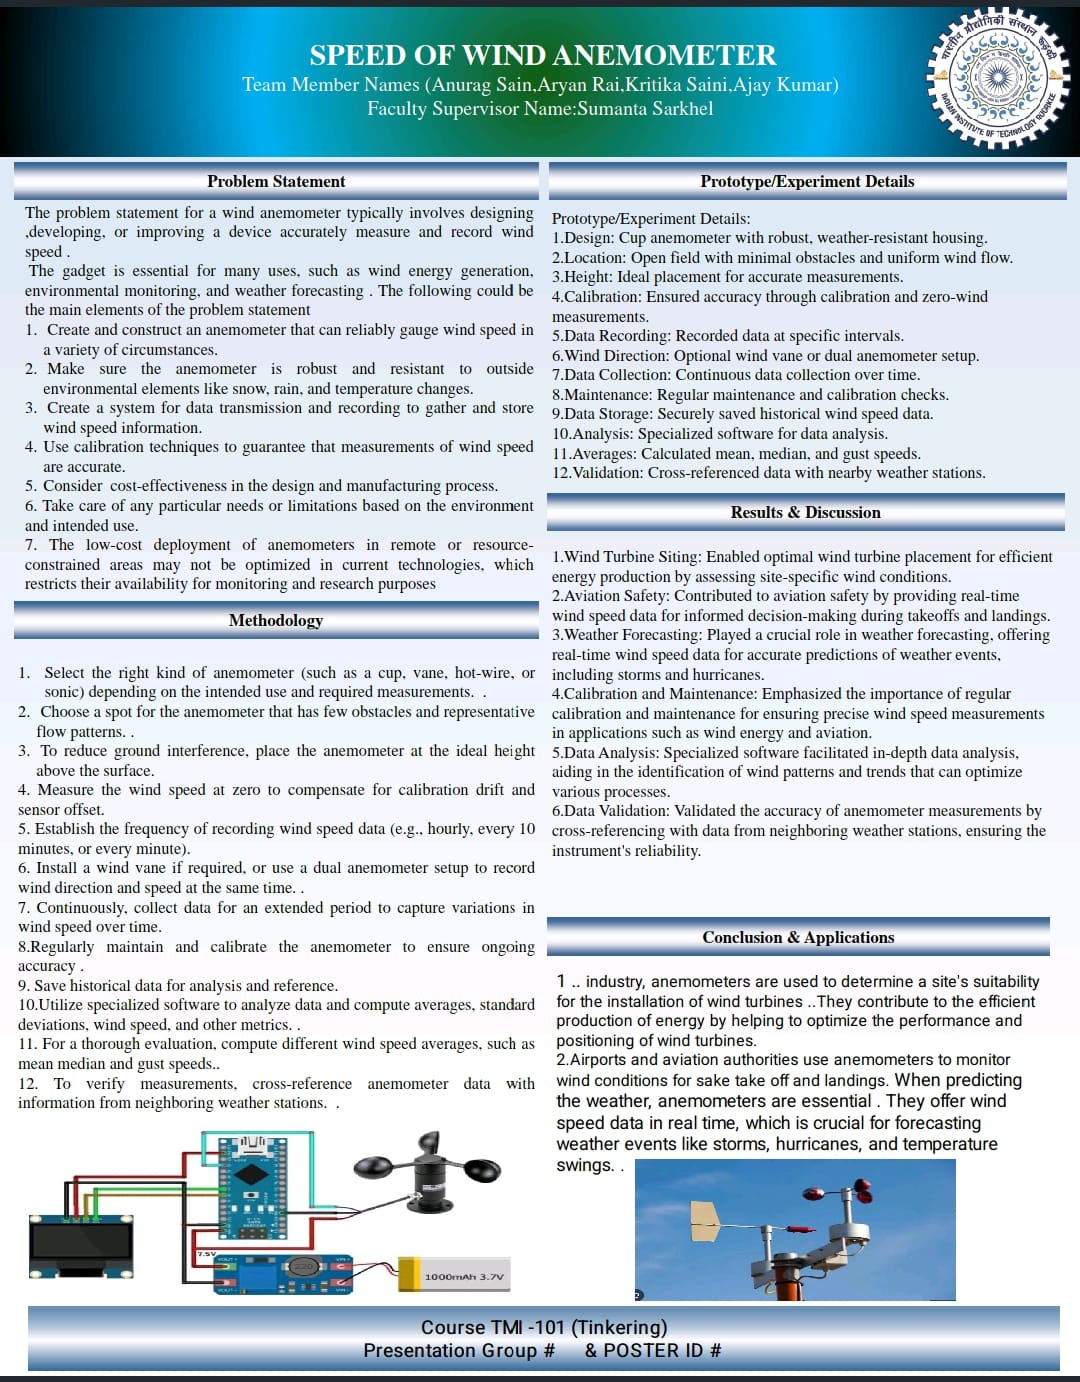 SPEED OF WIND ANEMOMETER
Team Member Names (Anurag Sain,Aryan Rai,Kritika Saini,Ajay Kumar)
Faculty Supervisor Name:Sumanta Sarkhel
INDIAN INSTITUTE OF TECHNOLOGY ROORKEE
Problem Statement
The problem statement for a wind anemometer typically involves designing
,developing, or improving a device accurately measure and record wind
speed .
The gadget is essential for many uses, such as wind energy generation,
environmental monitoring, and weather forecasting . The following could be
the main elements of the problem statement
1. Create and construct an anemometer that can reliably gauge wind speed in
a variety of circumstances.
2. Make sure the anemometer is robust and resistant to outside
environmental elements like snow, rain, and temperature changes.
3. Create a system for data transmission and recording to gather and store
wind speed information.
4. Use calibration techniques to guarantee that measurements of wind speed
are accurate.
5. Consider cost-effectiveness in the design and manufacturing process.
6. Take care of any particular needs or limitations based on the environment
and intended use.
7. The low-cost deployment of anemometers in remote or resource-
constrained areas may not be optimized in current technologies, which
restricts their availability for monitoring and research purposes
Methodology
1. Select the right kind of anemometer (such as a cup, vane, hot-wire, or
sonic) depending on the intended use and required measurements. .
2. Choose a spot for the anemometer that has few obstacles and representative
flow patterns. .
3. To reduce ground interference, place the anemometer at the ideal height
above the surface.
4. Measure the wind speed at zero to compensate for calibration drift and
sensor offset.
5. Establish the frequency of recording wind speed data (e.g., hourly, every 10
minutes, or every minute).
6. Install a wind vane if required, or use a dual anemometer setup to record
wind direction and speed at the same time. .
7. Continuously, collect data for an extended period to capture variations in
wind speed over time.
8.Regularly maintain and calibrate the anemometer to ensure ongoing
accuracy .
9. Save historical data for analysis and reference.
10.Utilize specialized software to analyze data and compute averages, standard
deviations, wind speed, and other metrics. .
11. For a thorough evaluation, compute different wind speed averages, such as
mean median and gust speeds..
12. To verify measurements, cross-reference anemometer data with
information from neighboring weather stations. .
7.5V
VOUT+
VIN+
220
VOUT-
VIN-
1000mAh 3.7V
Prototype/Experiment Details
Prototype/Experiment Details:
1.Design: Cup anemometer with robust, weather-resistant housing.
2.Location: Open field with minimal obstacles and uniform wind flow.
3.Height: Ideal placement for accurate measurements.
4.Calibration: Ensured accuracy through calibration and zero-wind
measurements.
5.Data Recording: Recorded data at specific intervals.
6.Wind Direction: Optional wind vane or dual anemometer setup.
7.Data Collection: Continuous data collection over time.
8.Maintenance: Regular maintenance and calibration checks.
9.Data Storage: Securely saved historical wind speed data.
10.Analysis: Specialized software for data analysis.
11.Averages: Calculated mean, median, and gust speeds.
12.Validation: Cross-referenced data with nearby weather stations.
Results & Discussion
1.Wind Turbine Siting: Enabled optimal wind turbine placement for efficient
energy production by assessing site-specific wind conditions.
2.Aviation Safety: Contributed to aviation safety by providing real-time
wind speed data for informed decision-making during takeoffs and landings.
3.Weather Forecasting: Played a crucial role in weather forecasting, offering
real-time wind speed data for accurate predictions of weather events,
including storms and hurricanes.
4.Calibration and Maintenance: Emphasized the importance of regular
calibration and maintenance for ensuring precise wind speed measurements
in applications such as wind energy and aviation.
5.Data Analysis: Specialized software facilitated in-depth data analysis,
aiding in the identification of wind patterns and trends that can optimize
various processes.
6.Data Validation: Validated the accuracy of anemometer measurements by
cross-referencing with data from neighboring weather stations, ensuring the
instrument's reliability.
Conclusion & Applications
1 .. industry, anemometers are used to determine a site's suitability
for the installation of wind turbines ..They contribute to the efficient
production of energy by helping to optimize the performance and
positioning of wind turbines.
2.Airports and aviation authorities use anemometers to monitor
wind conditions for sake take off and landings. When predicting
the weather, anemometers are essential . They offer wind
speed data in real time, which is crucial for forecasting
weather events like storms, hurricanes, and temperature
swings. .
Course TMI -101 (Tinkering)
Presentation Group # & POSTER ID #